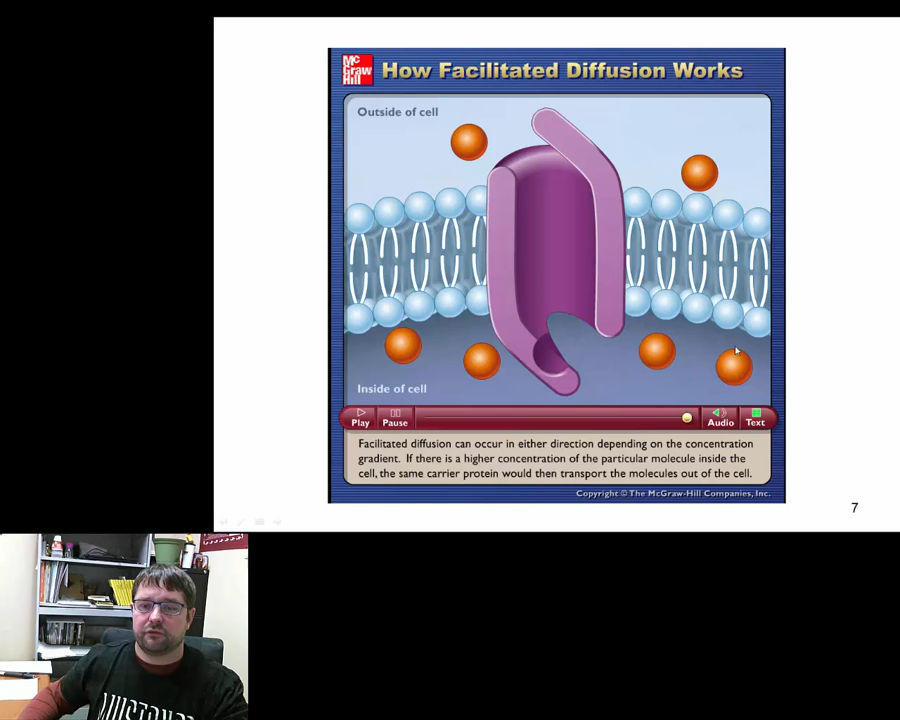 Mc
Graw
Hill
How Facilitated Diffusion Works
Outside of cell
Inside of cell
Play
Pause
Audio
Text
Facilitated diffusion can occur in either direction depending on the concentration
gradient. If there is a higher concentration of the particular molecule inside the
cell, the same carrier protein would then transport the molecules out of the cell.
Copyright © The McGraw-Hill Companies, Inc.
7